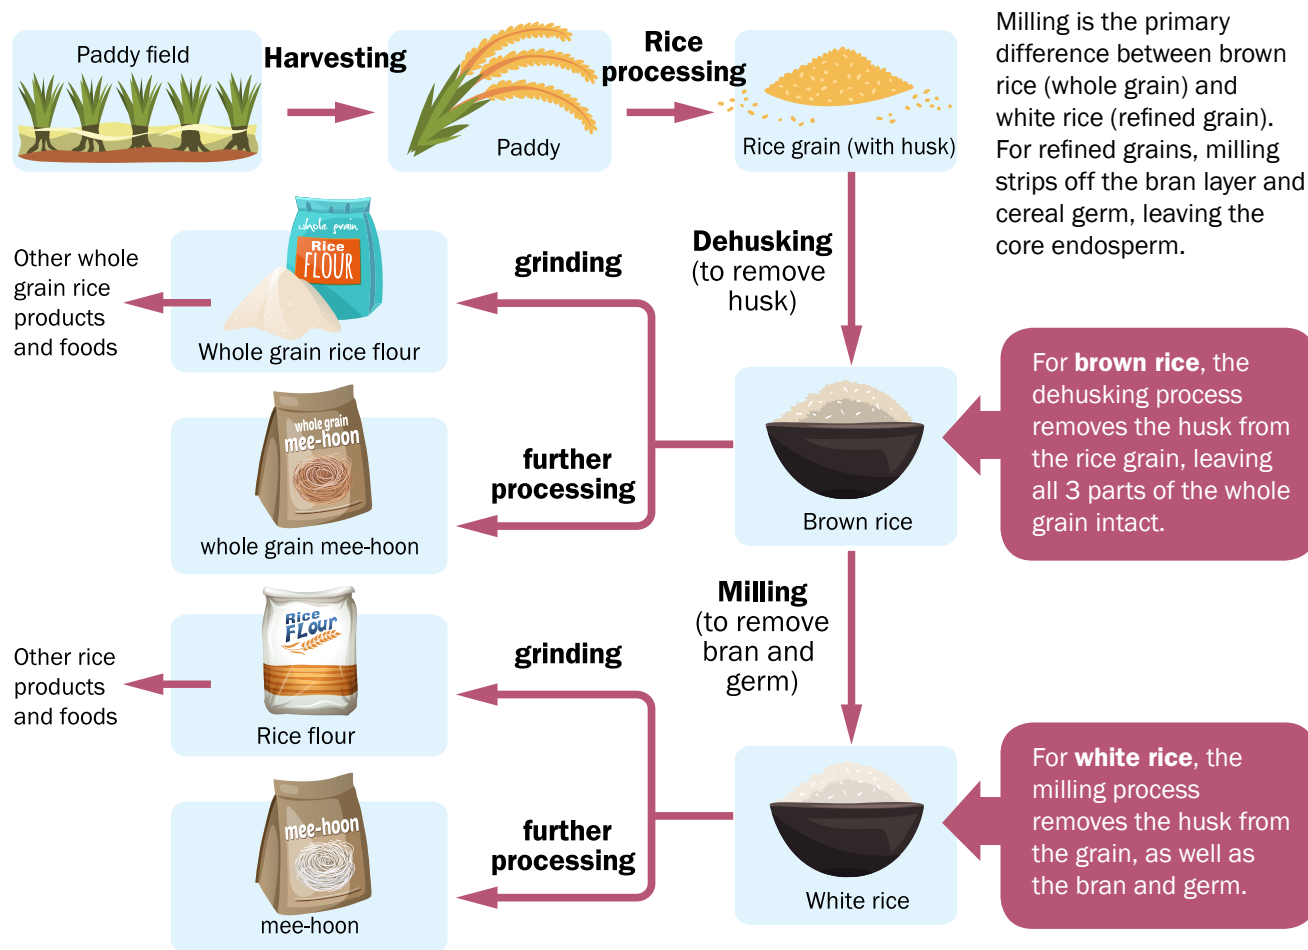 Paddy field
Harvesting
Paddy
Rice
processing
Rice grain (with husk)
Milling is the primary
difference between brown
rice (whole grain) and
white rice (refined grain).
For refined grains, milling
strips off the bran layer and
cereal germ, leaving the
core endosperm.
Dehusking
(to remove
husk)
grinding
whole grain
Rice
FLOUR
Whole grain rice flour
Other whole
grain rice
products
and foods
For brown rice, the
dehusking process
removes the husk from
the rice grain, leaving
all 3 parts of the whole
grain intact.
Brown rice
further
processing
whole grain
mee-hoon
whole grain mee-hoon
Milling
(to remove
bran and
germ)
grinding
Rice
FLour
Rice flour
Other rice
products
and foods
For white rice, the
milling process
removes the husk from
the grain, as well as
the bran and germ.
White rice
further
processing
mee-hoon
mee-hoon